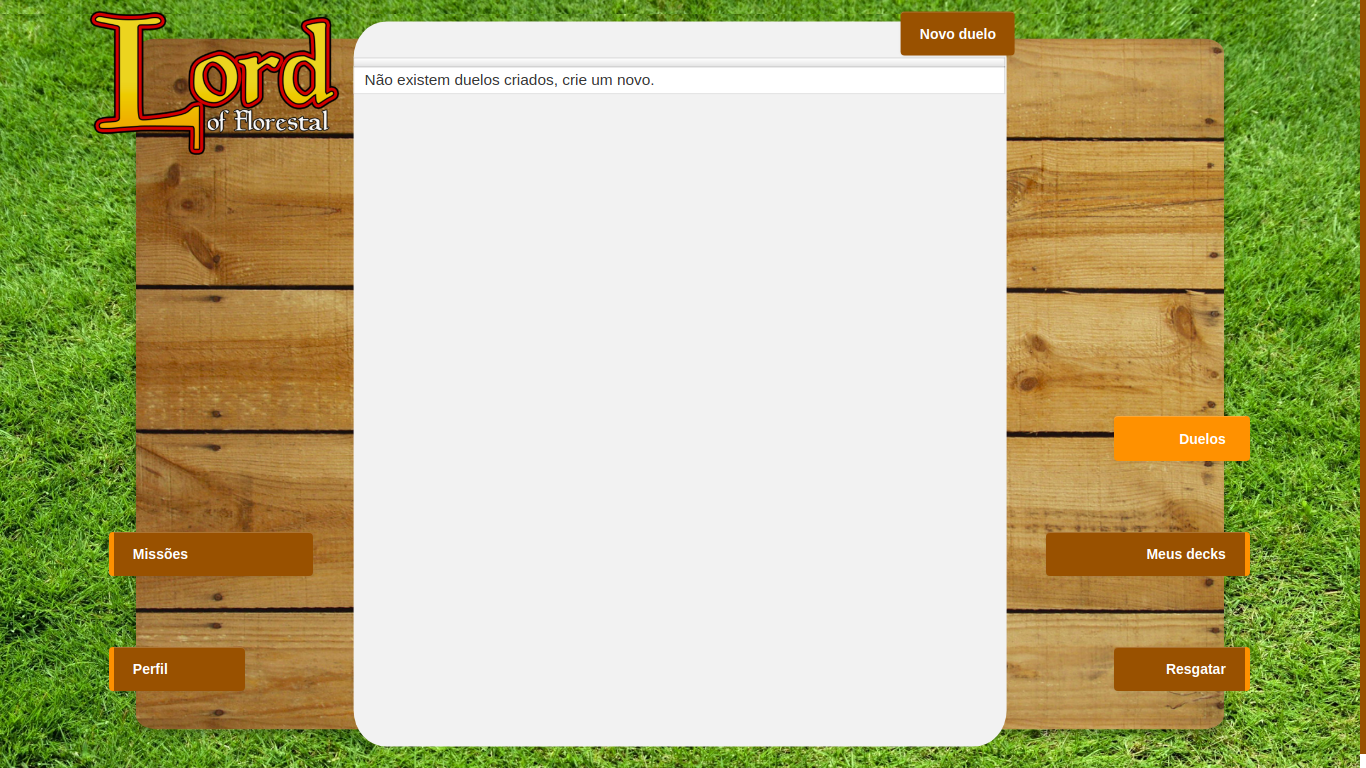 Lord
of Florestal
Novo duelo
Não existem duelos criados, crie um novo.
Duelos
Missões
Meus decks
Perfil
Resgatar